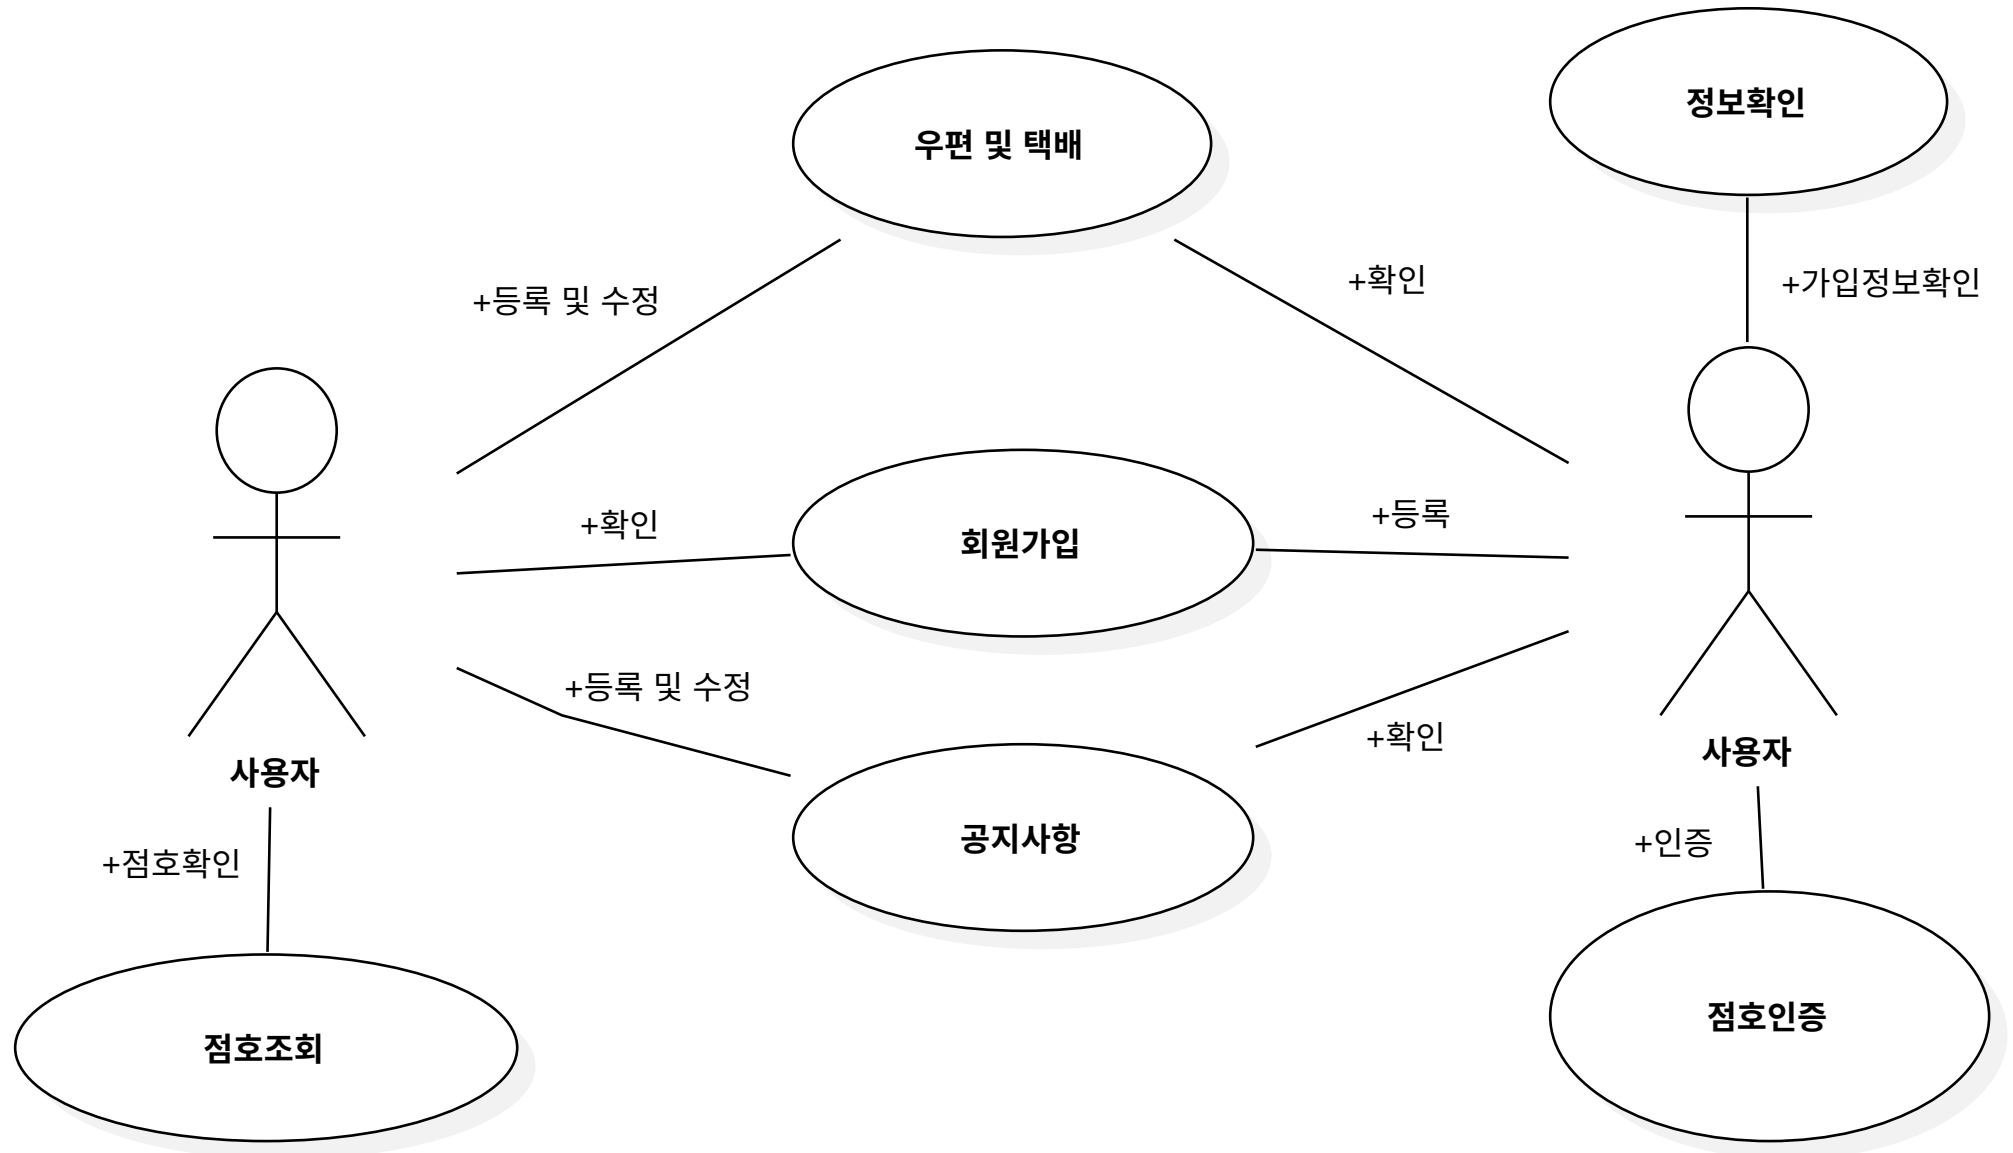 정보확인
우편 및 택배
+확인
+가입정보확인
+등록 및 수정
+등록
+확인
회원가입
+등록 및 수정
+확인
사용자
사용자
+인증
공지사항
+점호확인
점호인증
점호조회